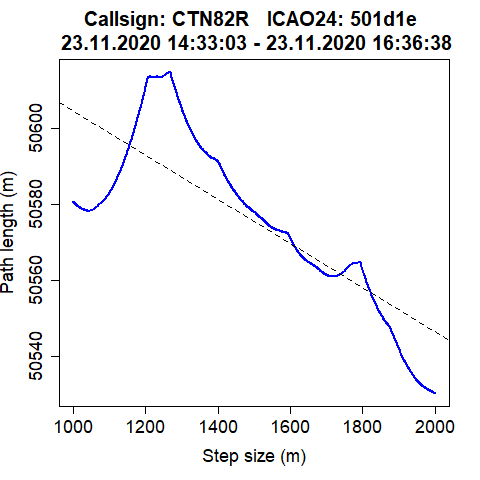 Callsign: CTN82R   ICAO24: 501d1e
23.11.2020 14:33:03 - 23.11.2020 16:36:38
Path length (m)
50600
50580
50560
50540
1000 1200 1400 1600 1800 2000
Step size (m)